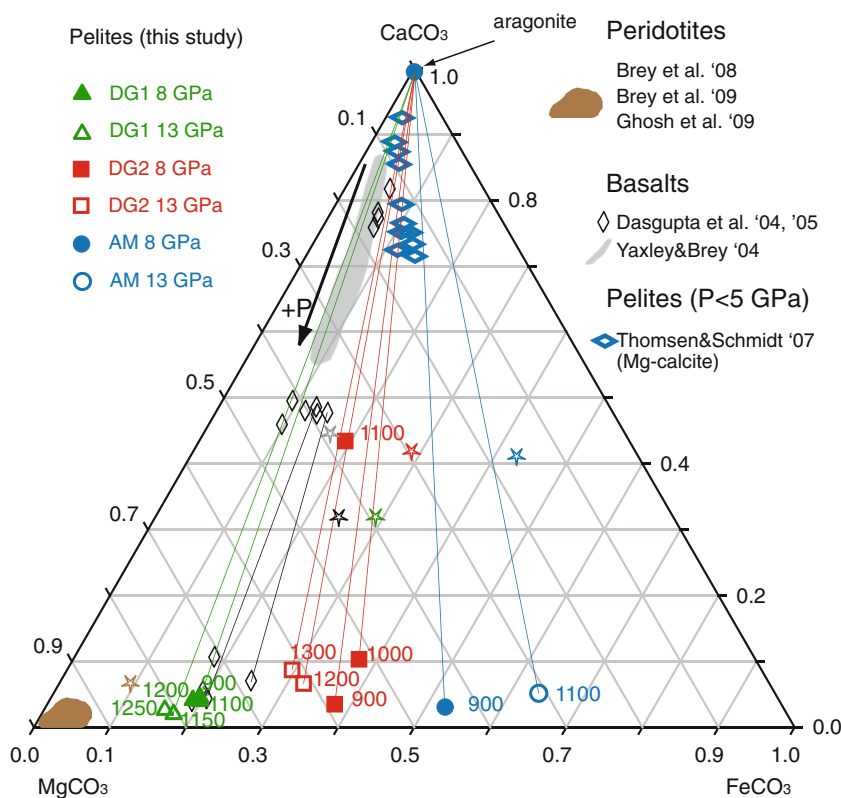 Pelites (this study)
DG1 8 GPa
DG1 13 GPa
DG2 8 GPa
DG2 13 GPa
AM 8 GPa
AM 13 GPa
aragonite
CaCO₃
1.0
Peridotites
Brey et al. ‘08
Brey et al. ‘09
Ghosh et al. ‘09
Basalts
Dasgupta et al. ‘04, ’05
Yaxley&Brey ‘04
Pelites (P<5 GPa)
Thomsen&Schmidt ‘07
(Mg-calcite)
0.1
0.3
0.5
0.7
0.9
0.8
0.4
0.2
0.0
+P
1100
1300
1000
1200
900
1200
900
1250
1100
1150
900
1100
0.0
0.1
0.3
0.5
0.7
0.9
1.0
MgCO₃
FeCO₃